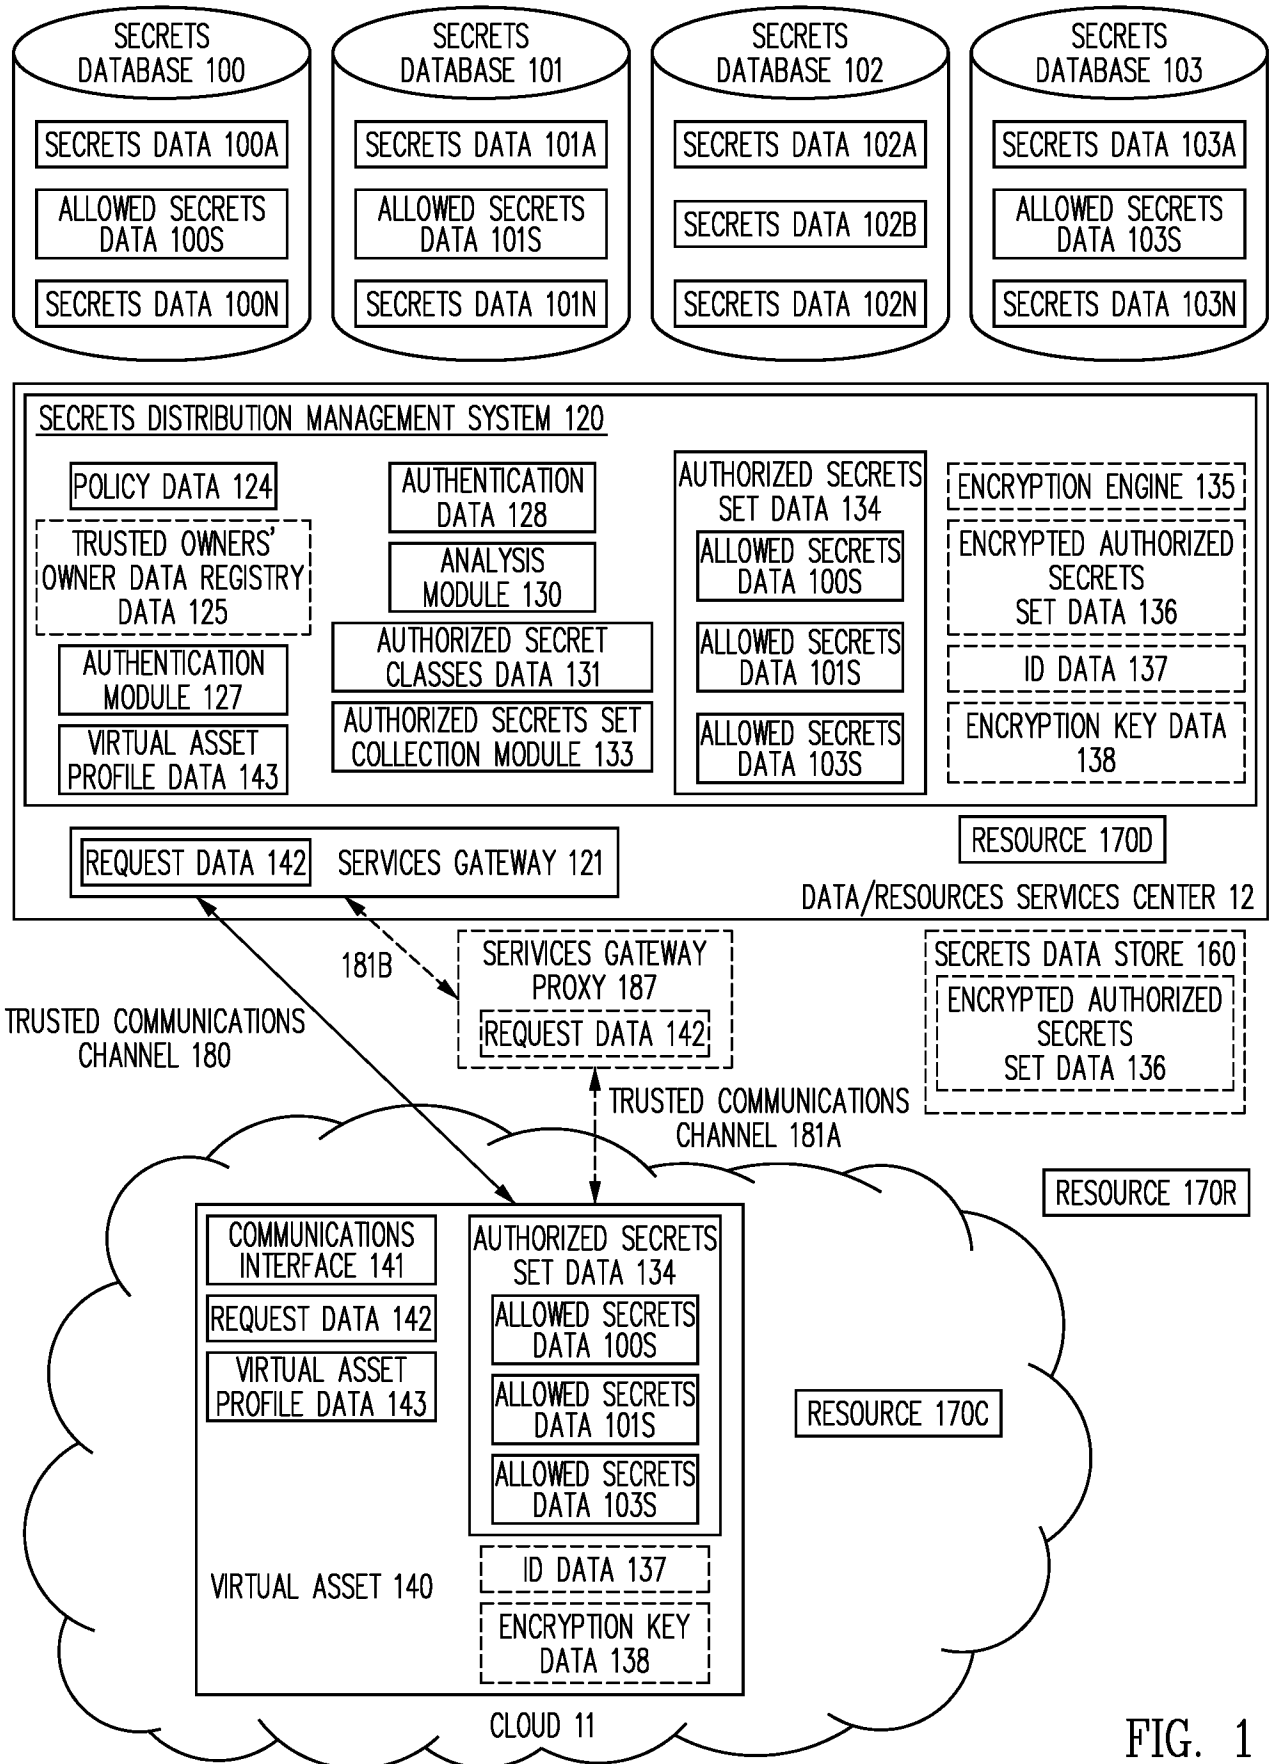 SECRETS
DATABASE 100
SECRETS DATA 100A
ALLOWED SECRETS
DATA 100S
SECRETS DATA 100N
SECRETS
DATABASE 101
SECRETS DATA 101A
ALLOWED SECRETS
DATA 101S
SECRETS DATA 101N
SECRETS
DATABASE 102
SECRETS DATA 102A
SECRETS DATA 102B
SECRETS DATA 102N
SECRETS
DATABASE 103
SECRETS DATA 103A
ALLOWED SECRETS
DATA 103S
SECRETS DATA 103N
SECRETS DISTRIBUTION MANAGEMENT SYSTEM 120
POLICY DATA 124
TRUSTED OWNERS'
OWNER DATA REGISTRY
DATA 125
AUTHENTICATION
MODULE 127
VIRTUAL ASSET
PROFILE DATA 143
AUTHENTICATION
DATA 128
ANALYSIS
MODULE 130
AUTHORIZED SECRET
CLASSES DATA 131
AUTHORIZED SECRETS SET
COLLECTION MODULE 133
AUTHORIZED SECRETS
SET DATA 134
ALLOWED SECRETS
DATA 100S
ALLOWED SECRETS
DATA 101S
ALLOWED SECRETS
DATA 103S
ENCRYPTION ENGINE 135
ENCRYPTED AUTHORIZED
SECRETS
SET DATA 136
ID DATA 137
ENCRYPTION KEY DATA
138
REQUEST DATA 142
SERVICES GATEWAY 121
RESOURCE 170D
DATA/RESOURCES SERVICES CENTER 12
181B
SERIVICES GATEWAY
PROXY 187
REQUEST DATA 142
SECRETS DATA STORE 160
ENCRYPTED AUTHORIZED
SECRETS
SET DATA 136
TRUSTED COMMUNICATIONS
CHANNEL 180
TRUSTED COMMUNICATIONS
CHANNEL 181A
RESOURCE 170R
COMMUNICATIONS
INTERFACE 141
REQUEST DATA 142
VIRTUAL ASSET
PROFILE DATA 143
AUTHORIZED SECRETS
SET DATA 134
ALLOWED SECRETS
DATA 100S
ALLOWED SECRETS
DATA 101S
ALLOWED SECRETS
DATA 103S
RESOURCE 170C
ID DATA 137
VIRTUAL ASSET 140
ENCRYPTION KEY
DATA 138
CLOUD 11
FIG. 1